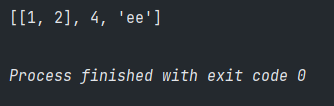 [[1, 2], 4, 'ee']
Process finished with exit code 0